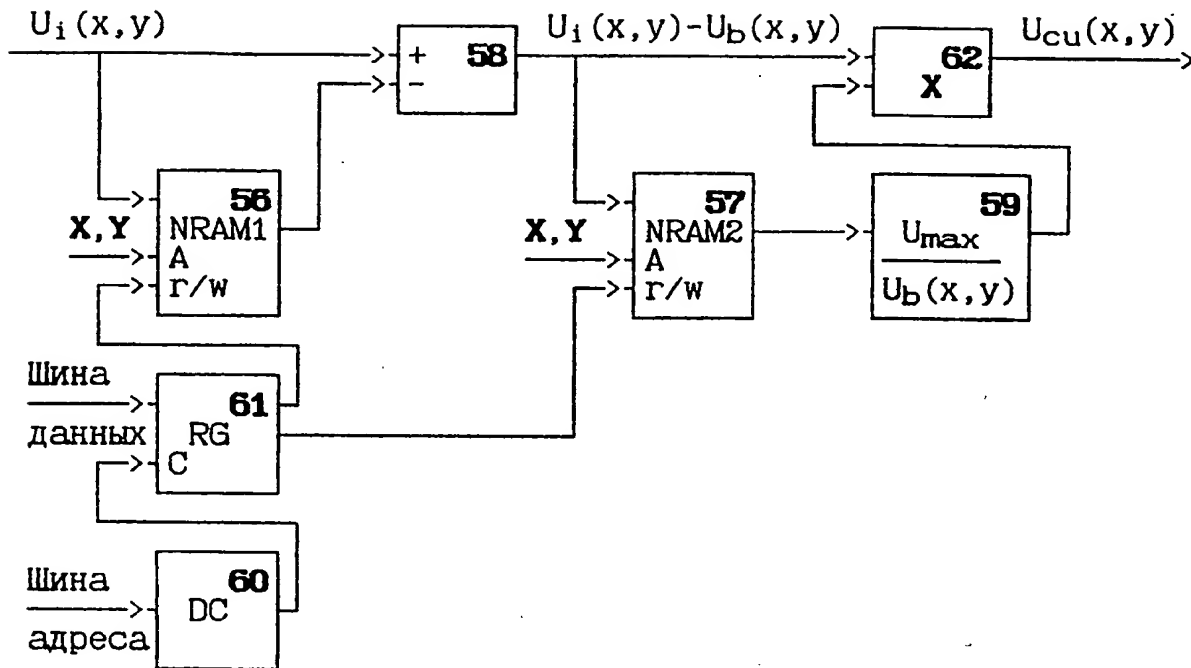 U_i(x,y)
+
-
58
U_i(x,y)-U_b(x,y)
62
X
U_cu(x,y)
56
NRAM1
X,Y
A
r/w
57
NRAM2
X,Y
A
r/w
59
U_max
U_b(x,y)
Шина
данных
61
RG
C
Шина
адреса
60
DC